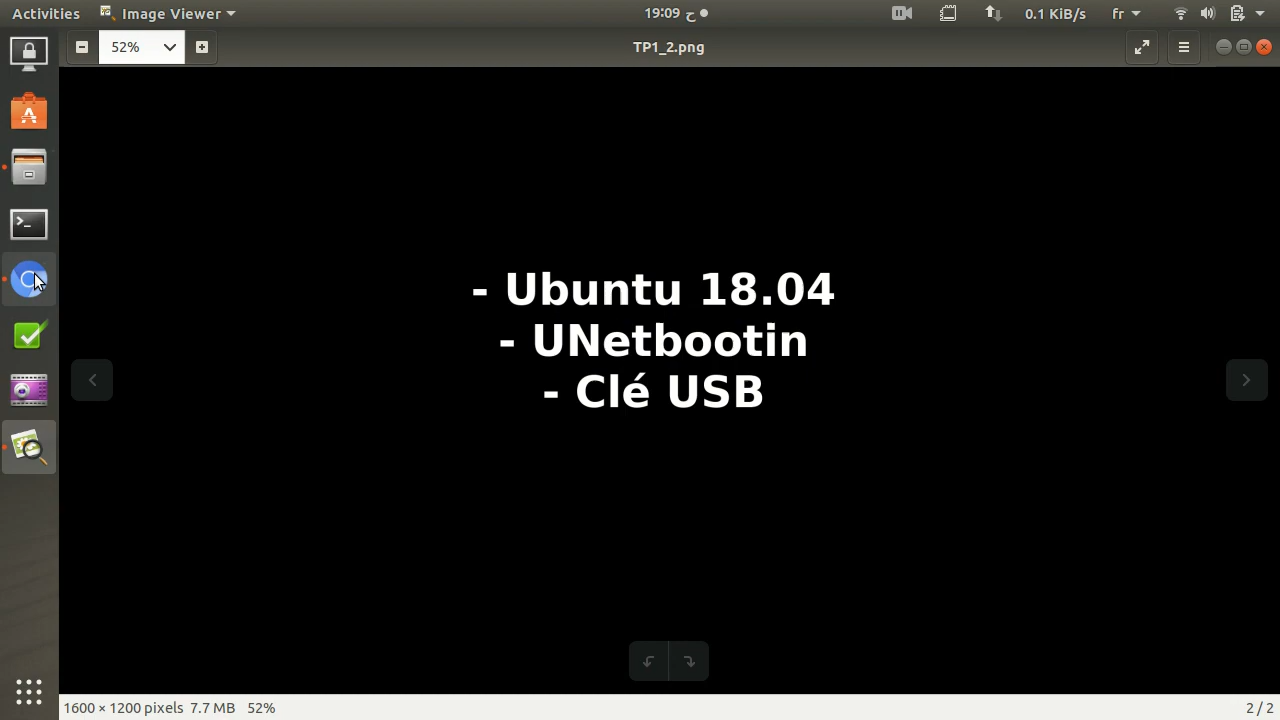 Activities Image Viewer 19:09 ح 0.1 KiB/s fr
52% TP1_2.png
- Ubuntu 18.04
- UNetbootin
- Clé USB
1600 × 1200 pixels 7.7 MB 52% 2 / 2